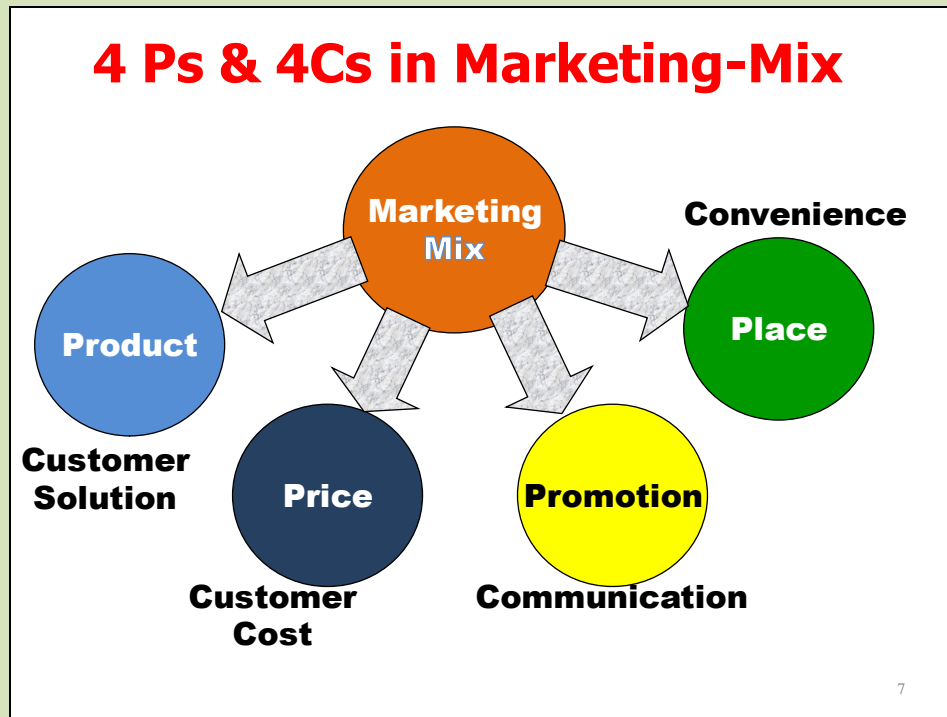 4 Ps & 4Cs in Marketing-Mix
Marketing
Mix
Convenience
Product
Place
Customer
Solution
Price
Promotion
Customer
Cost
Communication
7